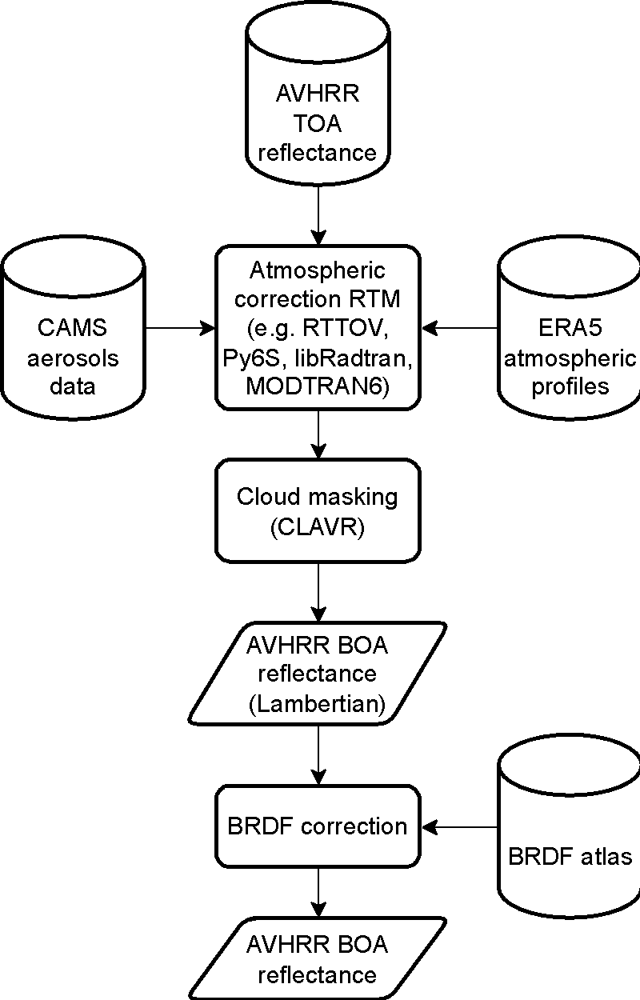 AVHRR
TOA
reflectance
CAMS
aerosols
data
Atmospheric
correction RTM
(e.g. RTTOV,
Py6S, libRadtran,
MODTRAN6)
ERA5
atmospheric
profiles
Cloud masking
(CLAVR)
AVHRR BOA
reflectance
(Lambertian)
BRDF correction
BRDF atlas
AVHRR BOA
reflectance